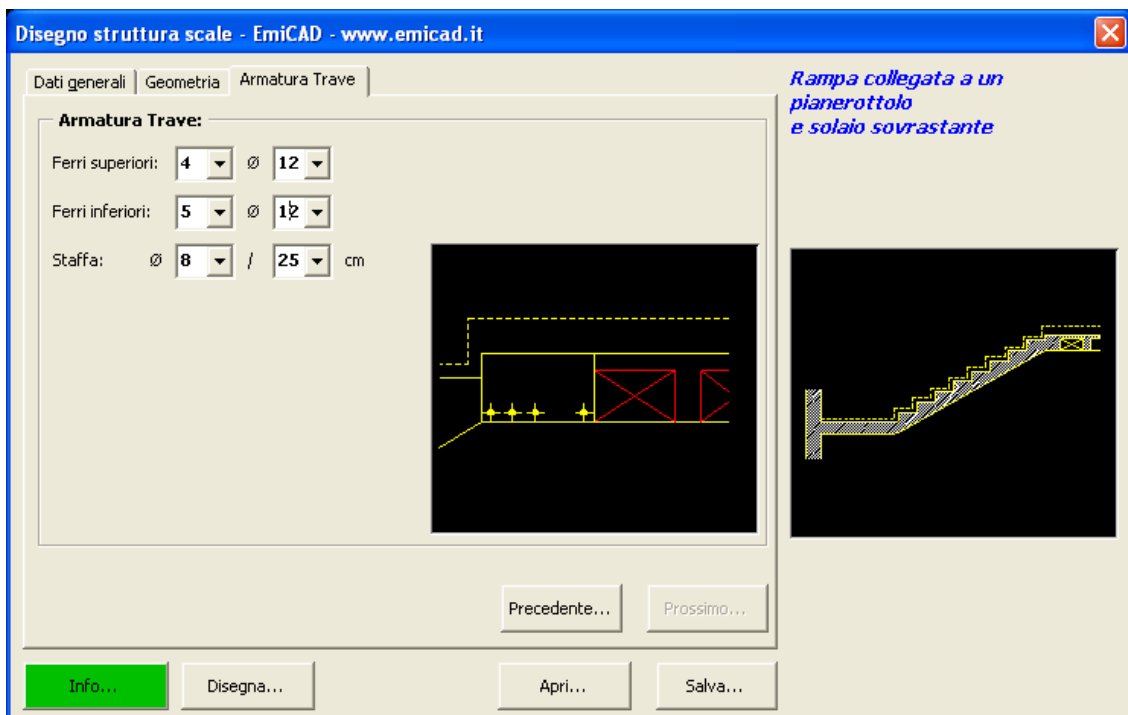 Disegno struttura scale - EmiCAD - www.emicad.it
Dati generali
Geometria
Armatura Trave
Rampa collegata a un
pianerottolo
e solaio sovrastante
Armatura Trave:
Ferri superiori: 4 Ø 12
Ferri inferiori: 5 Ø 12
Staffa: Ø 8 / 25 cm
Precedente...
Prossimo...
Info...
Disegna...
Apri...
Salva...